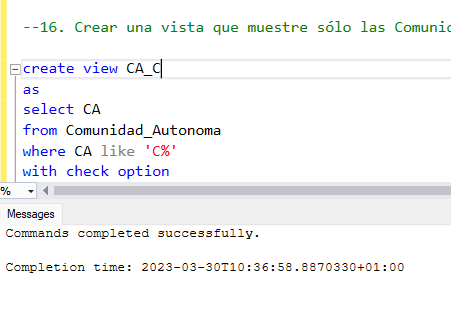 --16. Crear una vista que muestre sólo las
create view CA_C
as
select CA
from Comunidad_Autonoma
where CA like 'C%'
with check option
%
Messages
Commands completed successfully.
Completion time: 2023-03-30T10:36:58.8870330+01:00